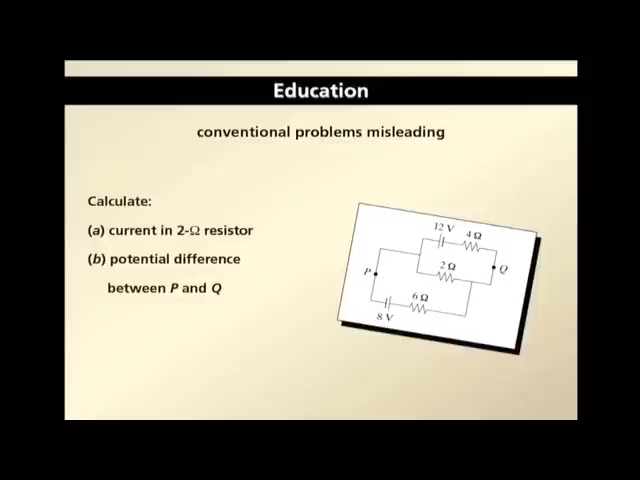 Education
conventional problems misleading
Calculate:
(a) current in 2-Ω resistor
(b) potential difference
between P and Q
12 V
4 Ω
2 Ω
P
Q
6 Ω
8 V